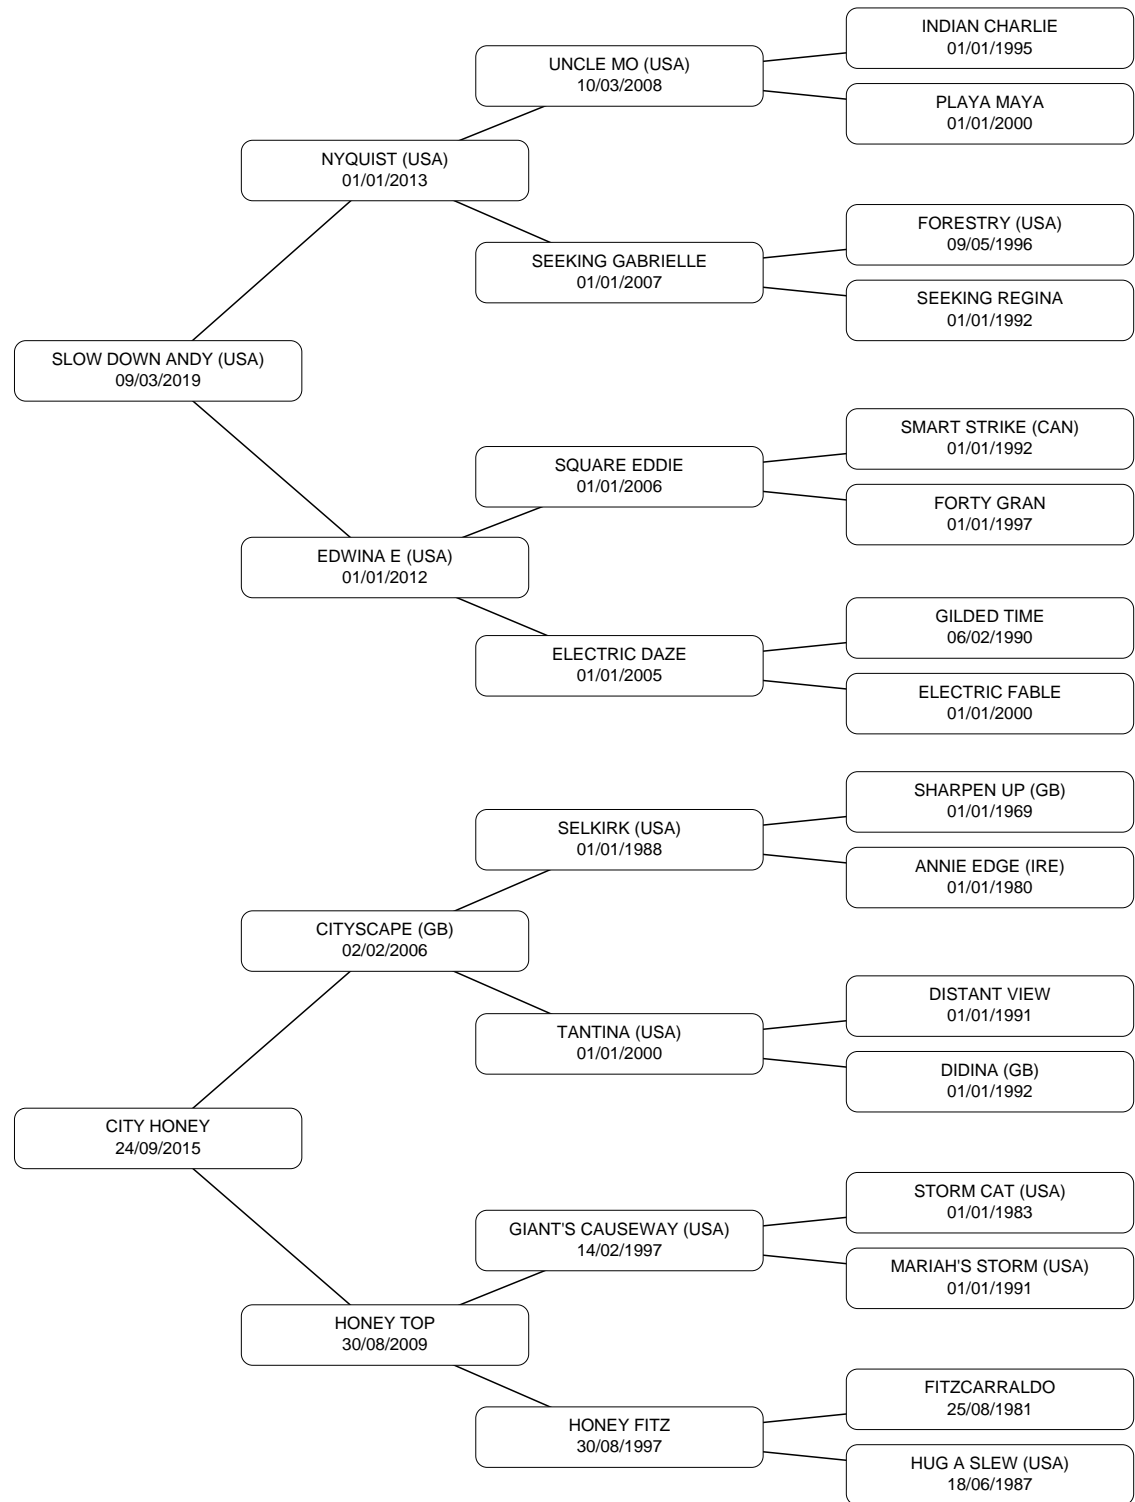 INDIAN CHARLIE
01/01/1995
UNCLE MO (USA)
10/03/2008
PLAYA MAYA
01/01/2000
NYQUIST (USA)
01/01/2013
FORESTRY (USA)
09/05/1996
SEEKING GABRIELLE
01/01/2007
SEEKING REGINA
01/01/1992
SLOW DOWN ANDY (USA)
09/03/2019
SMART STRIKE (CAN)
01/01/1992
SQUARE EDDIE
01/01/2006
FORTY GRAN
01/01/1997
EDWINA E (USA)
01/01/2012
GILDED TIME
06/02/1990
ELECTRIC DAZE
01/01/2005
ELECTRIC FABLE
01/01/2000
SHARPEN UP (GB)
01/01/1969
SELKIRK (USA)
01/01/1988
ANNIE EDGE (IRE)
01/01/1980
CITYSCAPE (GB)
02/02/2006
DISTANT VIEW
01/01/1991
TANTINA (USA)
01/01/2000
DIDINA (GB)
01/01/1992
CITY HONEY
24/09/2015
STORM CAT (USA)
01/01/1983
GIANT'S CAUSEWAY (USA)
14/02/1997
MARIAH'S STORM (USA)
01/01/1991
HONEY TOP
30/08/2009
FITZCARRALDO
25/08/1981
HONEY FITZ
30/08/1997
HUG A SLEW (USA)
18/06/1987